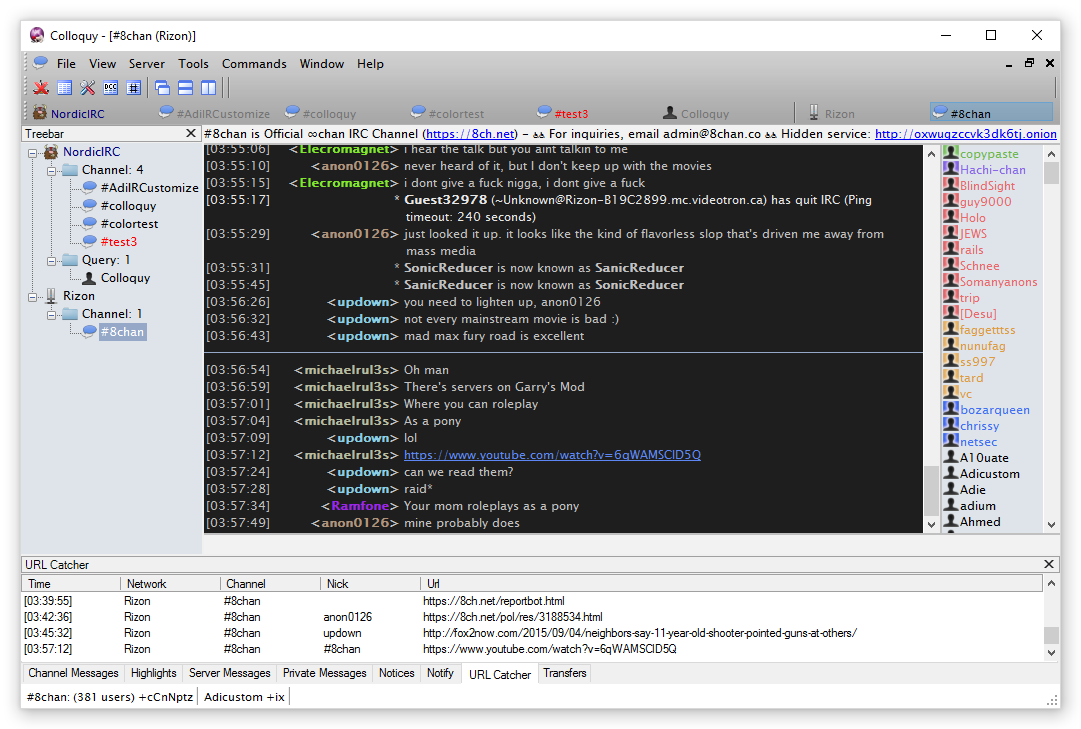 Colloquy - [#8chan (Rizon)]
File View Server Tools Commands Window Help
DCC #
NordicIRC #AdiIRCustomize #colloquy #colortest #test3 Colloquy Rizon #8chan
Treebar
#8chan is Official ∞chan IRC Channel (https://8ch.net) - ೩೩ For inquiries, email admin@8chan.co ೩೩ Hidden service: http://oxwugzccvk3dk6tj.onion
NordicIRC
Channel: 4
#AdiIRCustomize
#colloquy
#colortest
#test3
Query: 1
Colloquy
Rizon
Channel: 1
#8chan
[03:55:06] <Elecromagnet> i hear the talk but you aint talkin to me
[03:55:10] <anon0126> never heard of it, but I don't keep up with the movies
[03:55:15] <Elecromagnet> i dont give a fuck nigga, i dont give a fuck
[03:55:17] * Guest32978 (~Unknown@Rizon-B19C2899.mc.videotron.ca) has quit IRC (Ping
timeout: 240 seconds)
[03:55:29] <anon0126> just looked it up. it looks like the kind of flavorless slop that's driven me away from
mass media
[03:55:31] * SonicReducer is now known as SanicReducer
[03:55:45] * SanicReducer is now known as SonicReducer
[03:56:26] <updown> you need to lighten up, anon0126
[03:56:32] <updown> not every mainstream movie is bad :)
[03:56:43] <updown> mad max fury road is excellent
[03:56:54] <michaelrul3s> Oh man
[03:56:59] <michaelrul3s> There's servers on Garry's Mod
[03:57:01] <michaelrul3s> Where you can roleplay
[03:57:04] <michaelrul3s> As a pony
[03:57:09] <updown> lol
[03:57:12] <michaelrul3s> https://www.youtube.com/watch?v=6qWAMSClD5Q
[03:57:24] <updown> can we read them?
[03:57:28] <updown> raid*
[03:57:34] <Ramfone> Your mom roleplays as a pony
[03:57:49] <anon0126> mine probably does
copypaste
Hachi-chan
BlindSight
guy9000
Holo
JEWS
rails
Schnee
Somanyanons
trip
[Desu]
faggetttss
nunufag
ss997
tard
vc
bozarqueen
chrissy
netsec
A10uate
Adicustom
Adie
adium
Ahmed
URL Catcher
Time Network Channel Nick Url
[03:39:55] Rizon #8chan https://8ch.net/reportbot.html
[03:42:36] Rizon #8chan anon0126 https://8ch.net/pol/res/3188534.html
[03:45:32] Rizon #8chan updown http://fox2now.com/2015/09/04/neighbors-say-11-year-old-shooter-pointed-guns-at-others/
[03:57:12] Rizon #8chan #8chan https://www.youtube.com/watch?v=6qWAMSClD5Q
Channel Messages Highlights Server Messages Private Messages Notices Notify URL Catcher Transfers
#8chan: (381 users) +cCnNptz Adicustom +ix